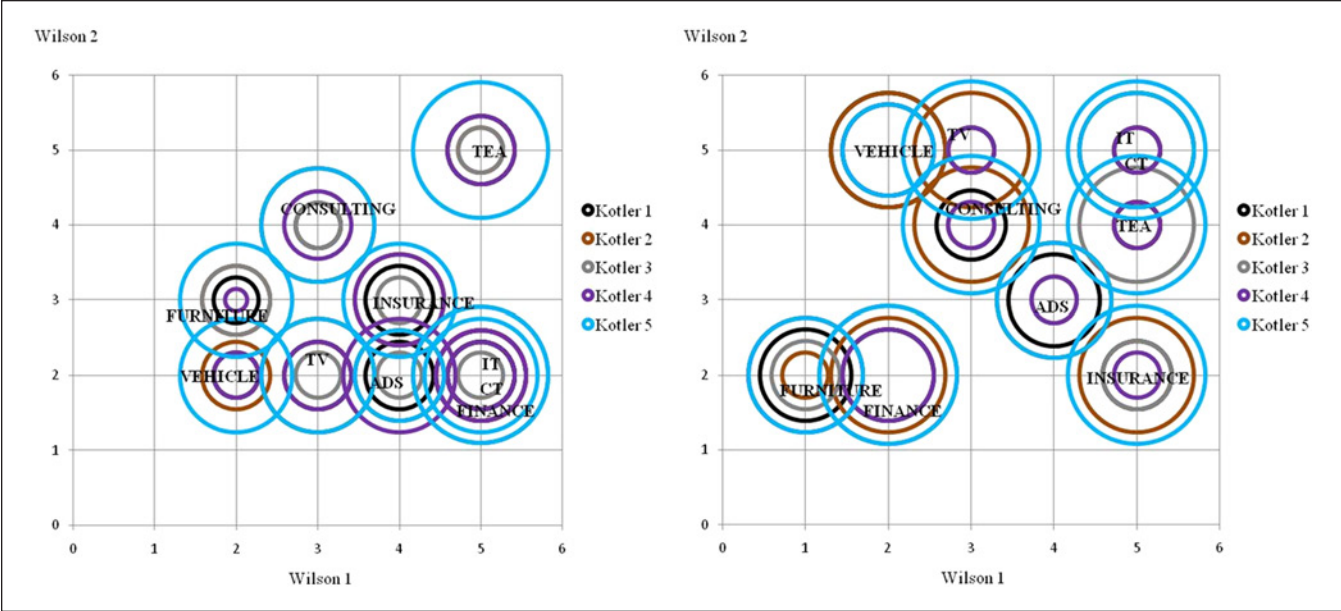 Wilson 2
6
5
4
3
2
1
0
TEA
CONSULTING
FURNITURE
INSURANCE
VEHICLE
TV
ADS
IT
CT
FINANCE
0 1 2 3 4 5 6
Wilson 1
Kotler 1
Kotler 2
Kotler 3
Kotler 4
Kotler 5
Wilson 2
6
5
4
3
2
1
0
TV
VEHICLE
IT
CT
CONSULTING
TEA
ADS
FURNITURE
INSURANCE
FINANCE
0 1 2 3 4 5 6
Wilson 1
Kotler 1
Kotler 2
Kotler 3
Kotler 4
Kotler 5